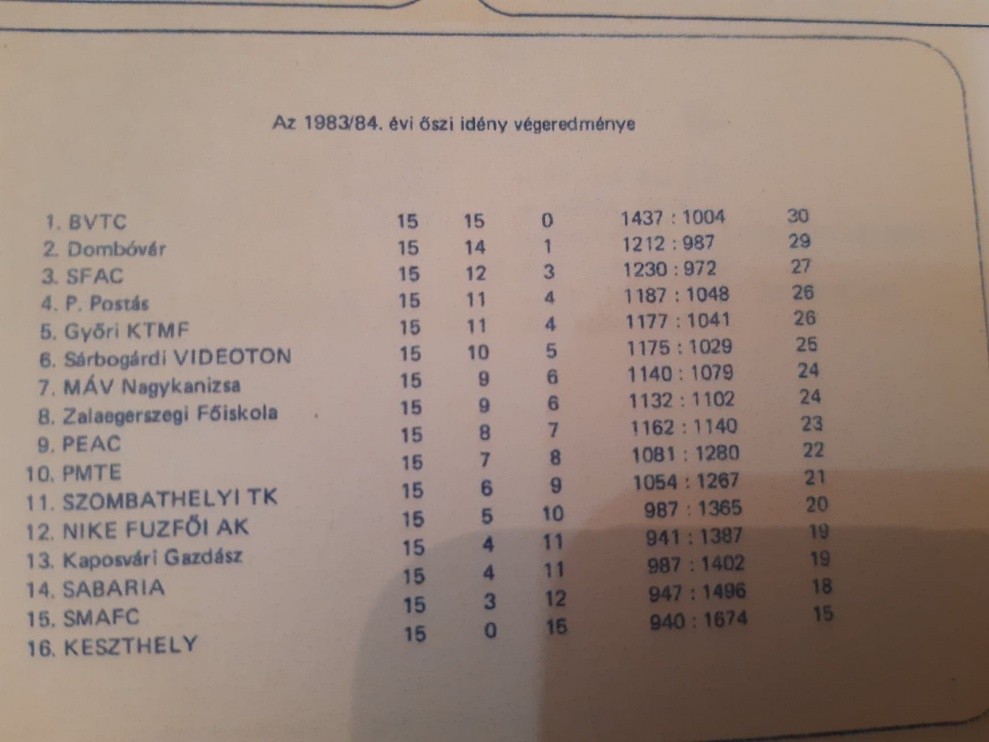 Az 1983/84. évi őszi idény végeredménye
1. BVTC 15 15 0 1437 : 1004 30
2. Dombóvár 15 14 1 1212 : 987 29
3. SFAC 15 12 3 1230 : 972 27
4. P. Postás 15 11 4 1187 : 1048 26
5. Győri KTMF 15 11 4 1177 : 1041 26
6. Sárbogárdi VIDEOTON 15 10 5 1175 : 1029 25
7. MÁV Nagykanizsa 15 9 6 1140 : 1079 24
8. Zalaegerszegi Főiskola 15 9 6 1132 : 1102 24
9. PEAC 15 8 7 1162 : 1140 23
10. PMTE 15 7 8 1081 : 1280 22
11. SZOMBATHELYI TK 15 6 9 1054 : 1267 21
12. NIKE FUZFŐI AK 15 5 10 987 : 1365 20
13. Kaposvári Gazdász 15 4 11 941 : 1387 19
14. SABARIA 15 4 11 987 : 1402 19
15. SMAFC 15 3 12 947 : 1496 18
16. KESZTHELY 15 0 15 940 : 1674 15